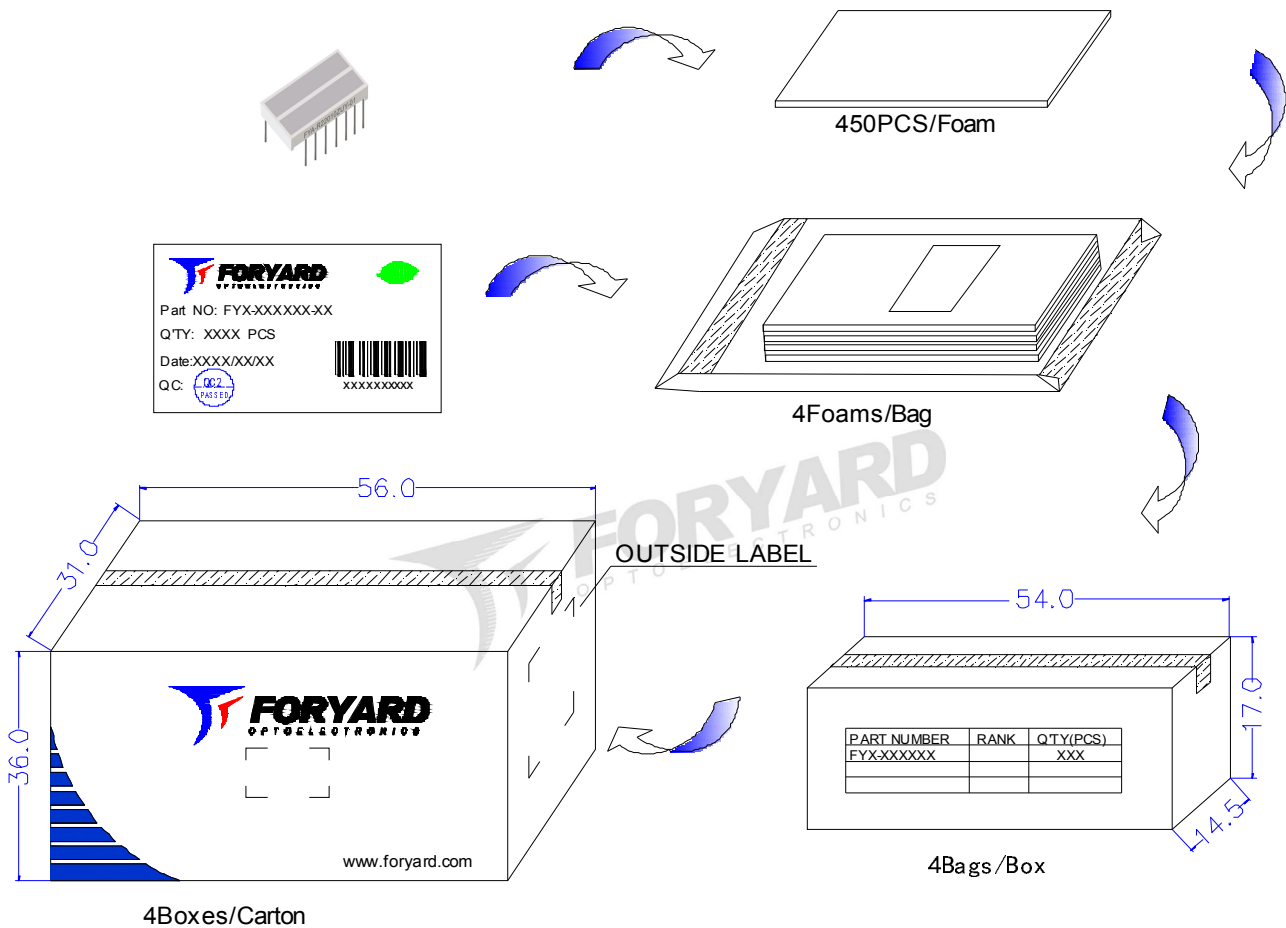 450PCS/Foam
FORYARD
OPTOELECTRONICS
Part NO: FYX-XXXXXX-XX
Q'TY: XXXX PCS
Date:XXXX/XX/XX
QC:
QC2
PASSED
XXXXXXXXXX
4Foams/Bag
FORYARD
OPTOELECTRONICS
56.0
31.0
36.0
OUTSIDE LABEL
FORYARD
OPTOELECTRONICS
www.foryard.com
4Boxes/Carton
54.0
17.0
14.5
PART NUMBER RANK Q'TY(PCS)
FYX-XXXXXX XXX
4Bags/Box